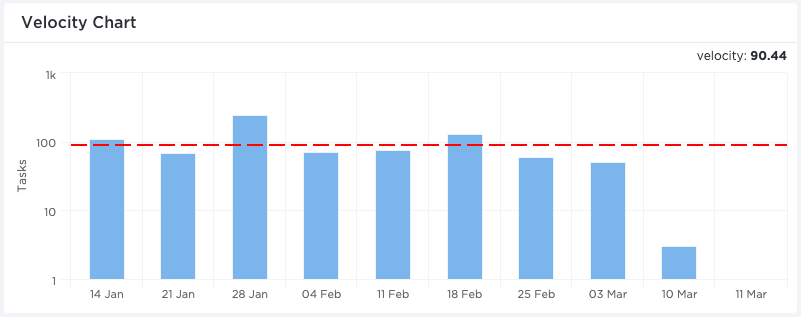 Velocity Chart
velocity: 90.44
1k
100
10
1
Tasks
14 Jan 21 Jan 28 Jan 04 Feb 11 Feb 18 Feb 25 Feb 03 Mar 10 Mar 11 Mar